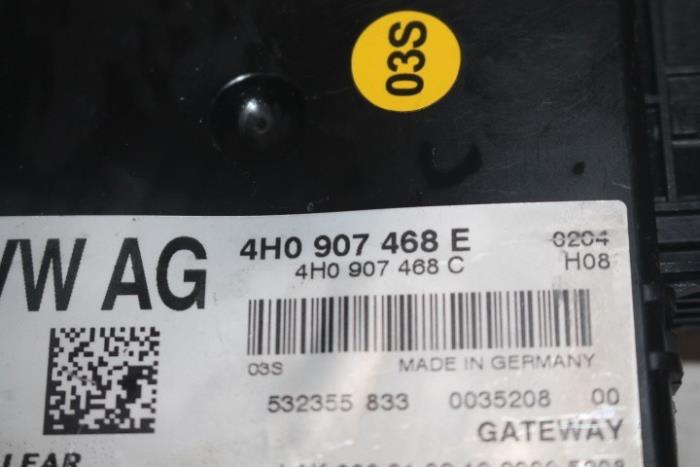 03S
VW AG
4H0 907 468 E 0204
4H0 907 468 C H08
03S MADE IN GERMANY
532355 833 0035208 00
GATEWAY
LEAR